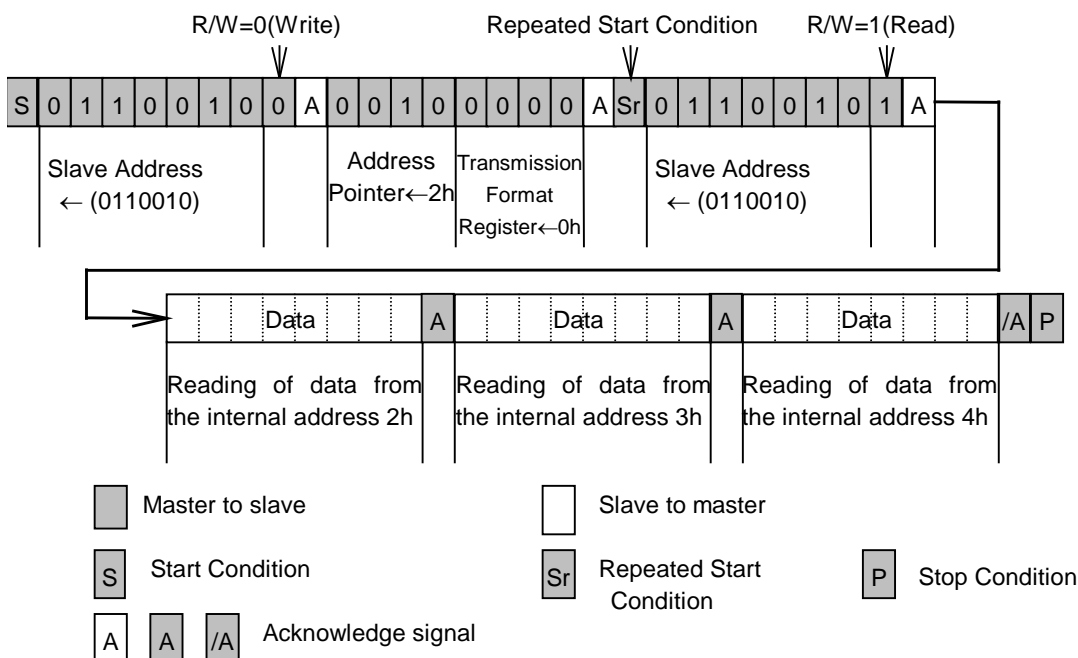 R/W=0(Write) Repeated Start Condition R/W=1(Read)
S 0 1 1 0 0 1 0 0 A 0 0 1 0 0 0 0 0 A Sr 0 1 1 0 0 1 0 1 A
Slave Address
← (0110010)
Address
Pointer←2h
Transmission
Format
Register←0h
Slave Address
← (0110010)
Data A Data A Data /A P
Reading of data from
the internal address 2h
Reading of data from
the internal address 3h
Reading of data from
the internal address 4h
Master to slave
Slave to master
S Start Condition
Sr Repeated Start
Condition
P Stop Condition
A A /A Acknowledge signal